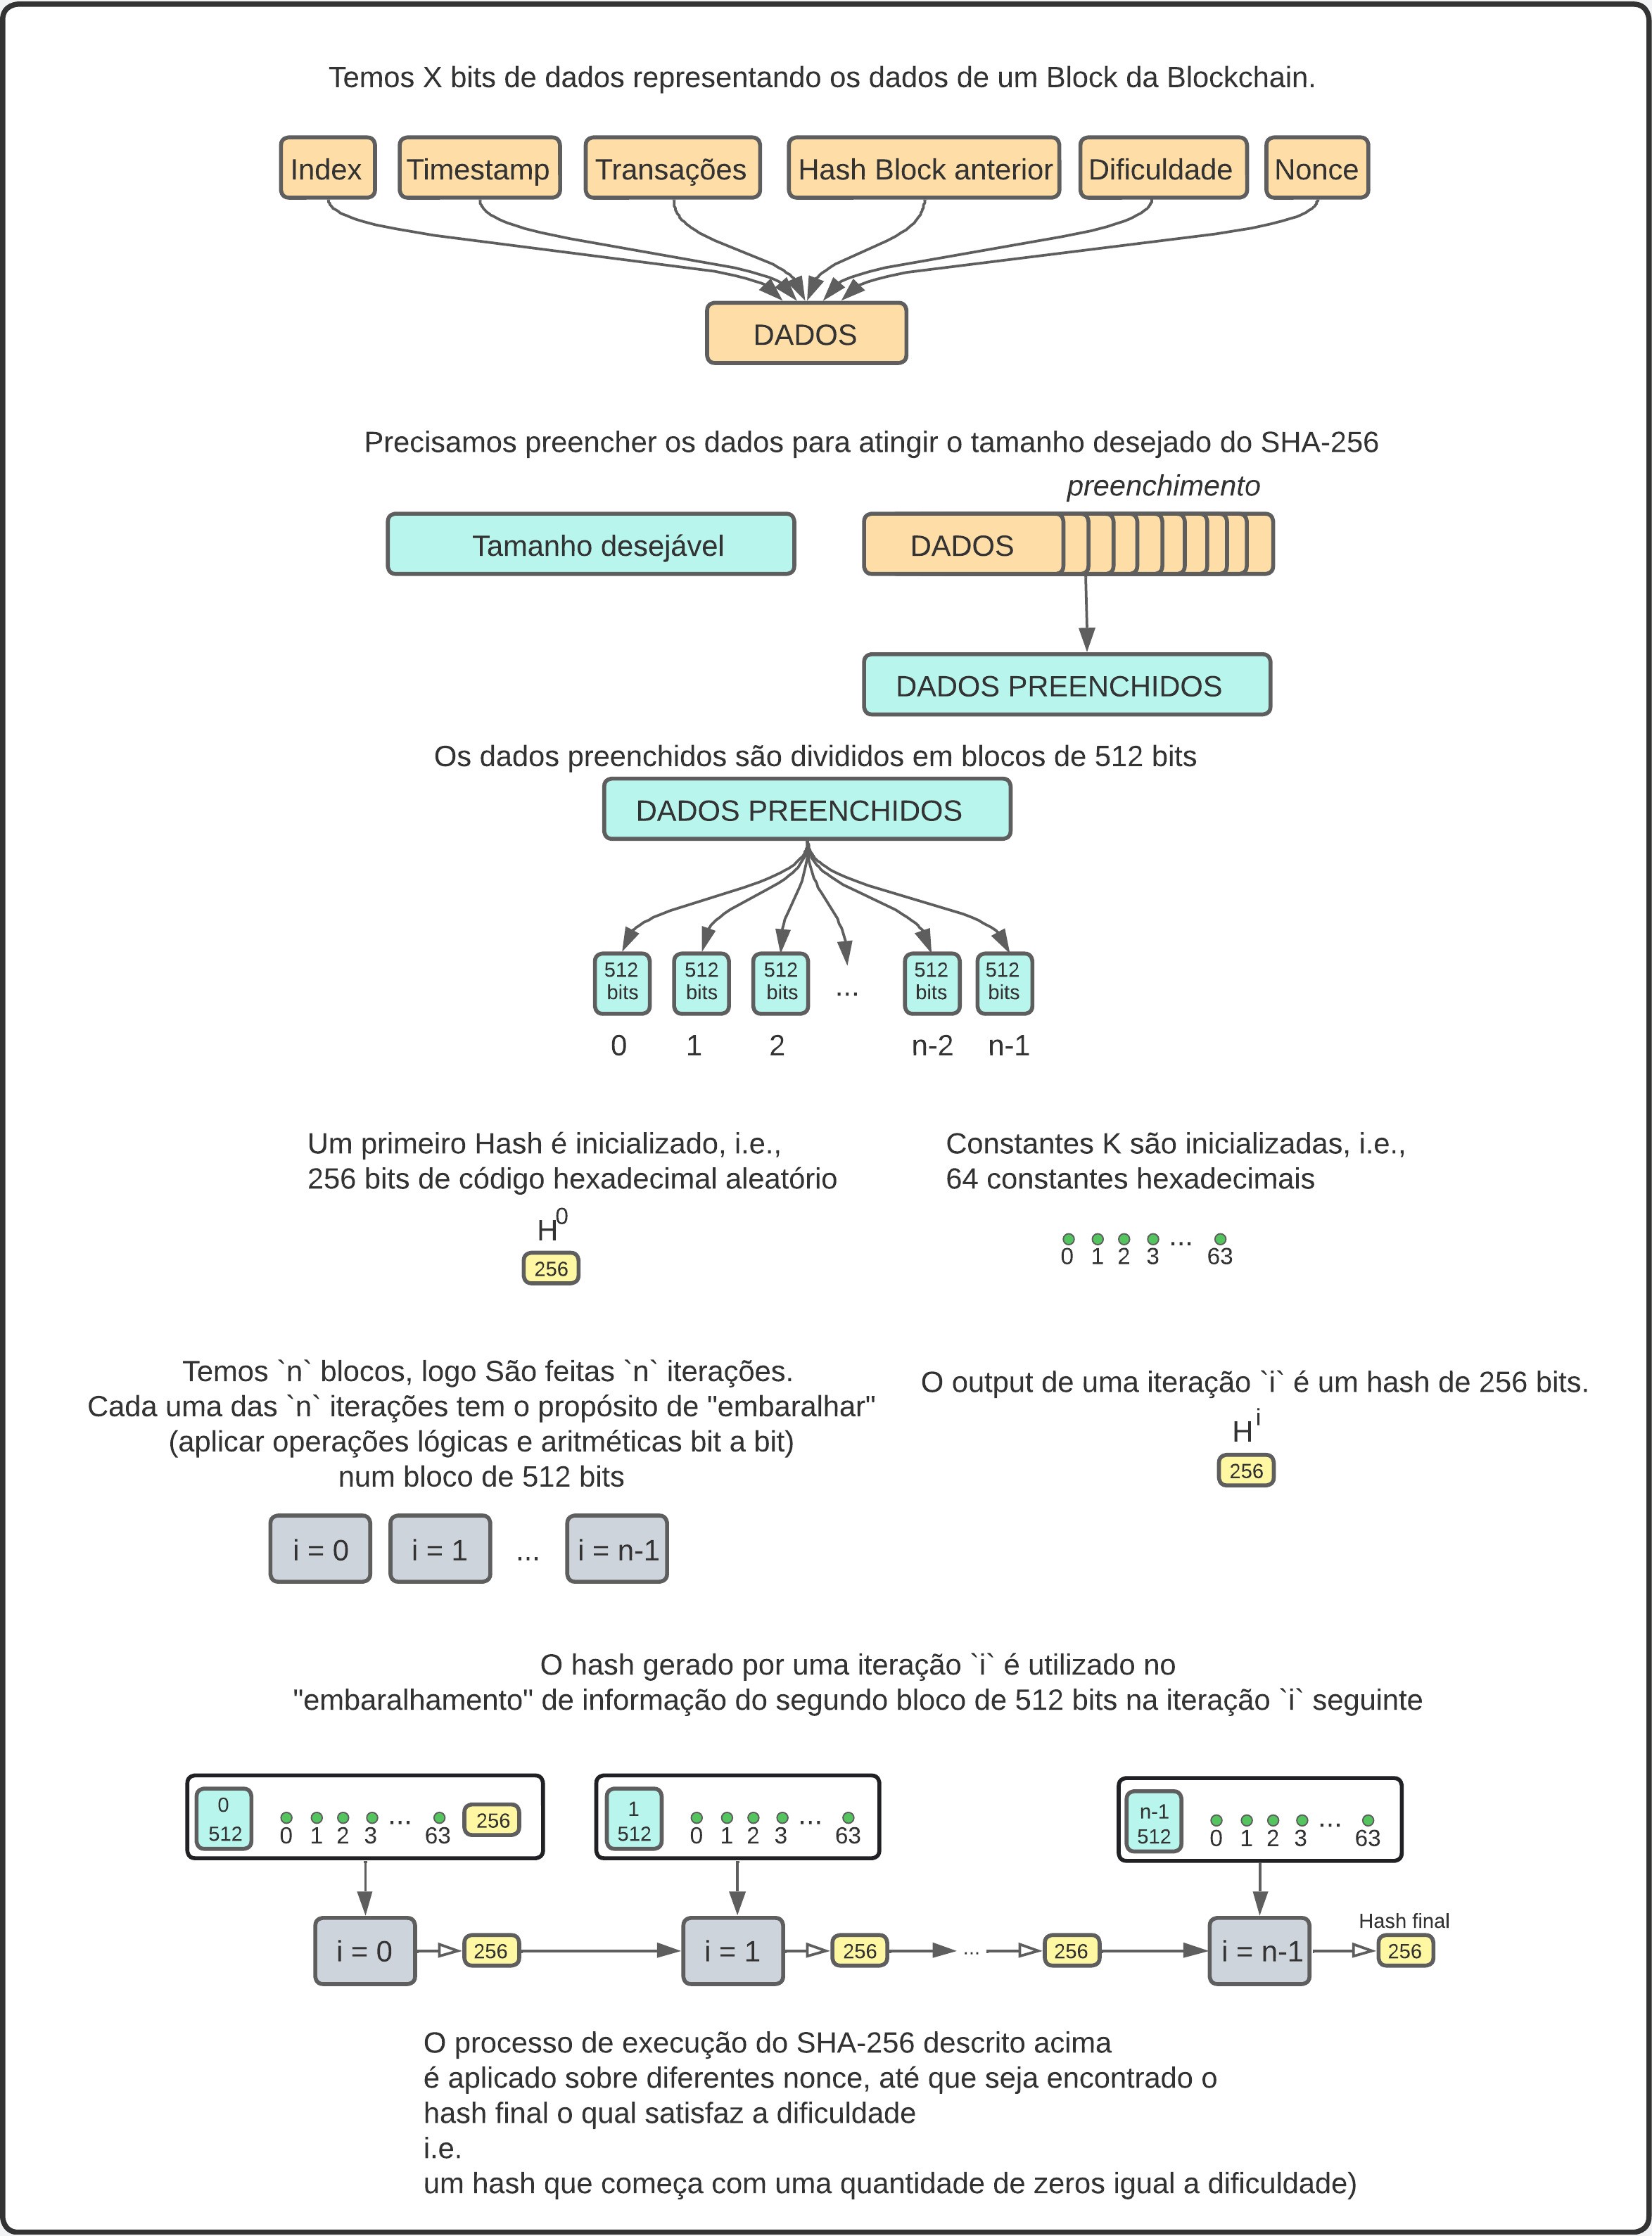 Temos X bits de dados representando os dados de um Block da Blockchain.
Index Timestamp Transações Hash Block anterior Dificuldade Nonce
DADOS
Precisamos preencher os dados para atingir o tamanho desejado do SHA-256
preenchimento
Tamanho desejável DADOS
DADOS PREENCHIDOS
Os dados preenchidos são divididos em blocos de 512 bits
DADOS PREENCHIDOS
512 512 512 512 512
bits bits bits ... bits bits
0 1 2 n-2 n-1
Um primeiro Hash é inicializado, i.e.,
256 bits de código hexadecimal aleatório
H0
256
Constantes K são inicializadas, i.e.,
64 constantes hexadecimais
...
0 1 2 3 63
Temos `n` blocos, logo São feitas `n` iterações.
Cada uma das `n` iterações tem o propósito de "embaralhar"
(aplicar operações lógicas e aritméticas bit a bit)
num bloco de 512 bits
i = 0 i = 1 ... i = n-1
O output de uma iteração `i` é um hash de 256 bits.
H i
256
O hash gerado por uma iteração `i` é utilizado no
"embaralhamento" de informação do segundo bloco de 512 bits na iteração `i` seguinte
0
512 0 1 2 3 ... 63 256
1
512 0 1 2 3 ... 63
n-1
512 0 1 2 3 ... 63
Hash final
i = 0 256 i = 1 256 ... 256 i = n-1 256
O processo de execução do SHA-256 descrito acima
é aplicado sobre diferentes nonce, até que seja encontrado o
hash final o qual satisfaz a dificuldade
i.e.
um hash que começa com uma quantidade de zeros igual a dificuldade)